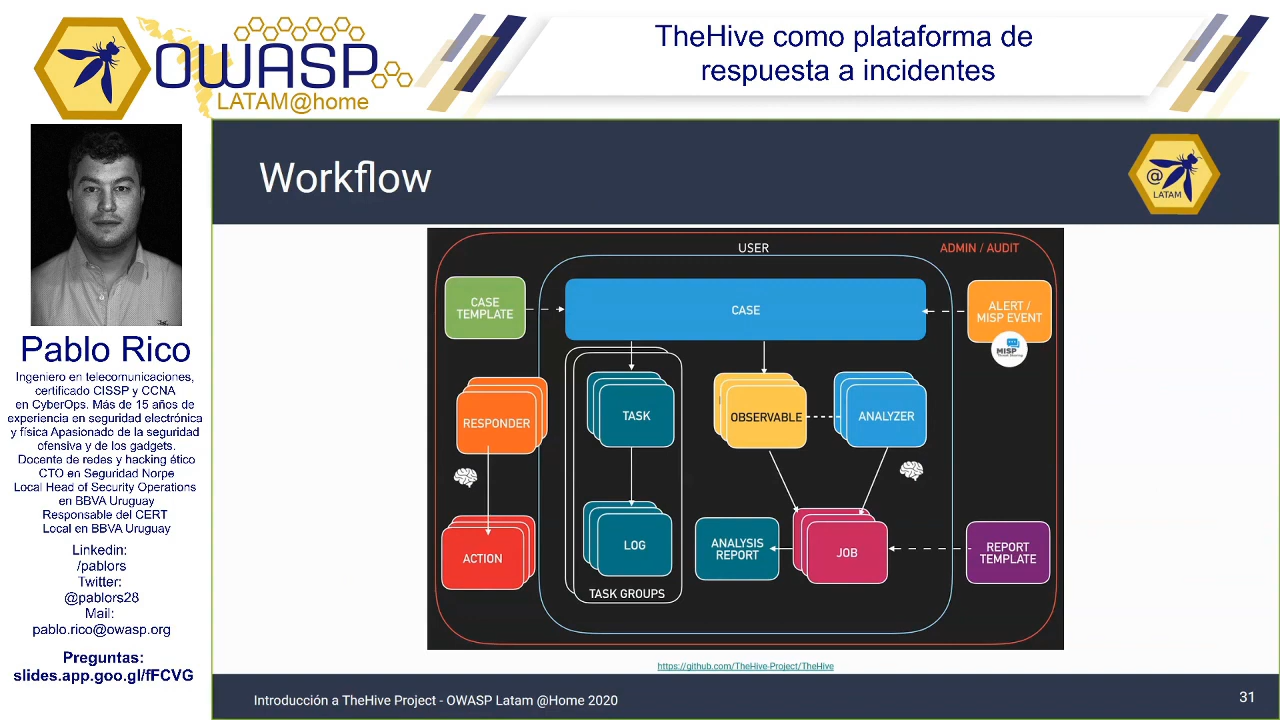 OWASP
LATAM@home
TheHive como plataforma de
respuesta a incidentes
Pablo Rico
Ingeniero en telecomunicaciones,
certificado CISSP y CCNA
en CyberOps. Más de 15 años de
experiencia en seguridad electrónica
y física Apasionado de la seguridad
ofensiva y de los gadgets.
Docente de redes y hacking ético
CTO en Seguridad Norpe
Local Head of Security Operations
en BBVA Uruguay
Responsable del CERT
Local en BBVA Uruguay
Linkedin:
/pablors
Twitter:
@pablors28
Mail:
pablo.rico@owasp.org
Preguntas:
slides.app.goo.gl/fFCVG
Workflow
@
LATAM
USER
ADMIN / AUDIT
CASE
TEMPLATE
CASE
ALERT /
MISP EVENT
MISP
RESPONDER
TASK
OBSERVABLE
ANALYZER
ACTION
LOG
ANALYSIS
REPORT
JOB
REPORT
TEMPLATE
TASK GROUPS
https://github.com/TheHive-Project/TheHive
Introducción a TheHive Project - OWASP Latam @Home 2020
31